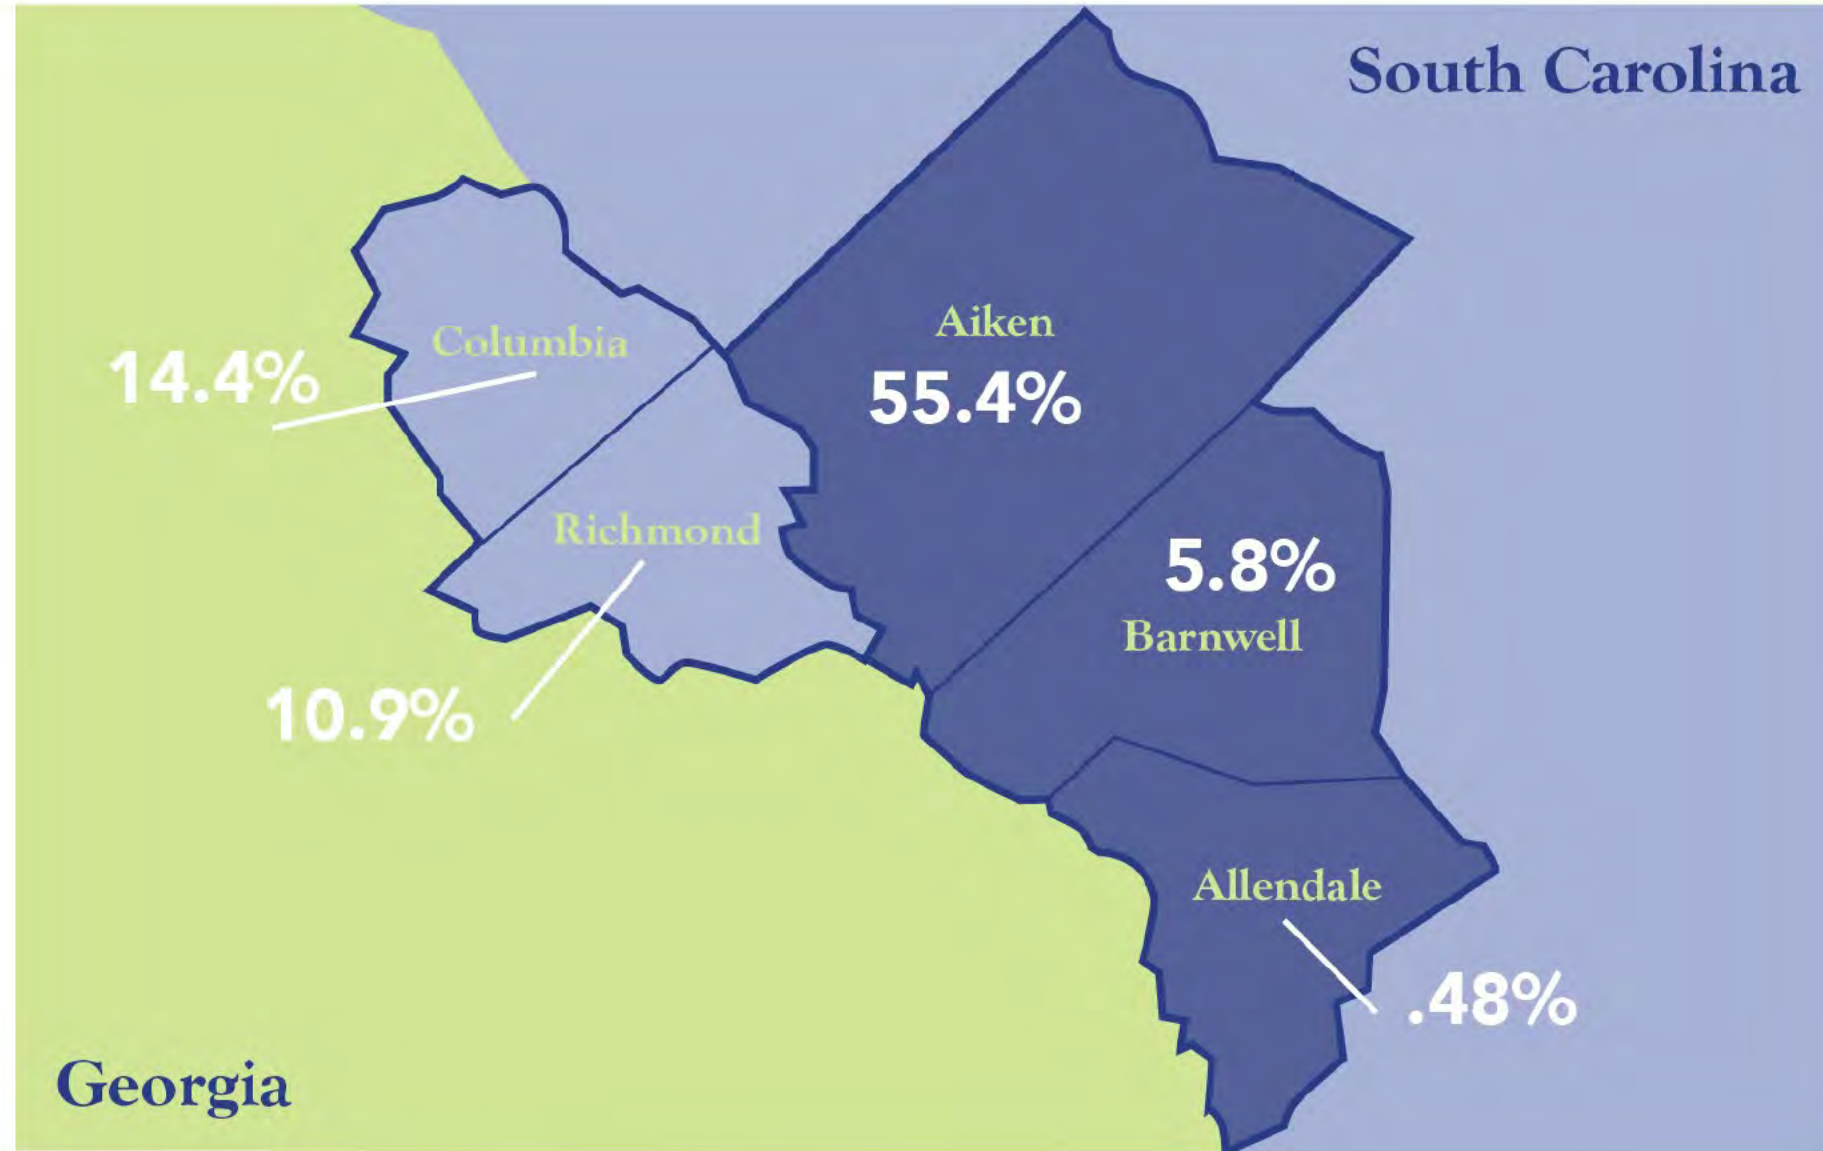 South Carolina
Aiken
55.4%
Columbia
14.4%
Richmond
10.9%
5.8%
Barnwell
Allendale
.48%
Georgia